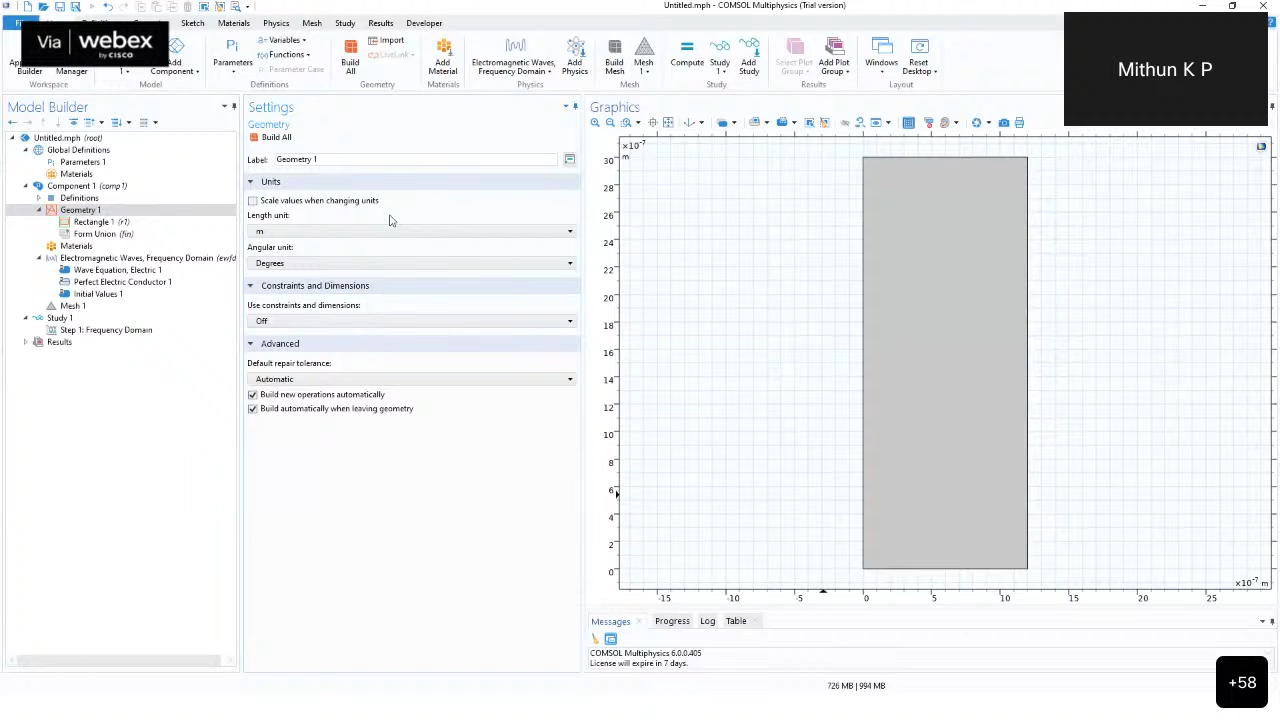 Untitled.mph - COMSOL Multiphysics (Trial version)
Sketch Materials Physics Mesh Study Results Developer
Via webex by CISCO
Mithun K P
Builder Manager Component
Parameters
Variables
Functions
Parameter Case
Build All
Import
LiveLink
Add Material
Electromagnetic Waves, Frequency Domain
Add Physics
Build Mesh
Mesh 1
Compute
Study 1
Add Study
Select Plot Group
Add Plot Group
Windows
Reset Desktop
Workspace Model Definitions Geometry Materials Physics Mesh Study Results Layout
Model Builder
Untitled.mph (root)
Global Definitions
Parameters 1
Materials
Component 1 (comp1)
Definitions
Geometry 1
Rectangle 1 (r1)
Form Union (fin)
Materials
Electromagnetic Waves, Frequency Domain (ewfd
Wave Equation, Electric 1
Perfect Electric Conductor 1
Initial Values 1
Mesh 1
Study 1
Step 1: Frequency Domain
Results
Settings
Geometry
Build All
Label: Geometry 1
Units
Scale values when changing units
Length unit:
m
Angular unit:
Degrees
Constraints and Dimensions
Use constraints and dimensions:
Off
Advanced
Default repair tolerance:
Automatic
Build new operations automatically
Build automatically when leaving geometry
Graphics
×10⁻⁷
m
30
28
26
24
22
20
18
16
14
12
10
8
6
4
2
0
×10⁻⁷ m
-15 -10 -5 0 5 10 15 20 25
Messages Progress Log Table
COMSOL Multiphysics 6.0.0.405
License will expire in 7 days.
726 MB | 994 MB
+58